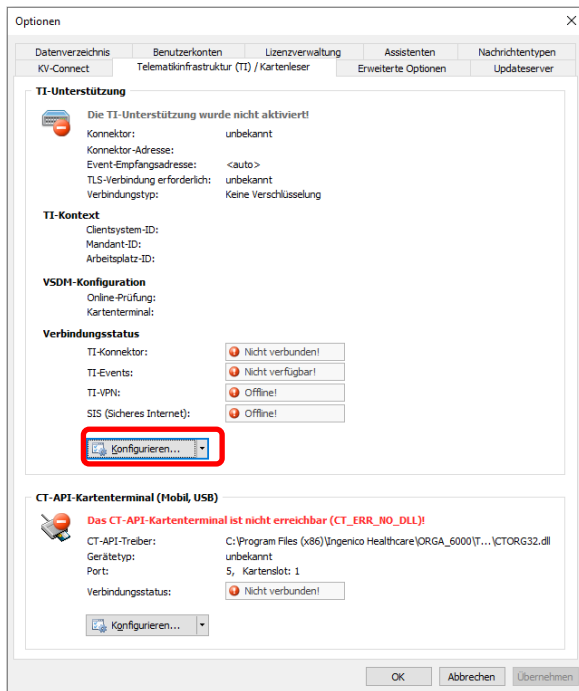 Optionen
Datenverzeichnis Benutzerkonten Lizenzverwaltung Assistenten Nachrichtentypen
KV-Connect Telematikinfrastruktur (TI) / Kartenleser Erweiterte Optionen Updateserver
TI-Unterstützung
Die TI-Unterstützung wurde nicht aktiviert!
Konnektor: unbekannt
Konnektor-Adresse:
Event-Empfangsadresse: <auto>
TLS-Verbindung erforderlich: unbekannt
Verbindungstyp: Keine Verschlüsselung
TI-Kontext
Clientsystem-ID:
Mandant-ID:
Arbeitsplatz-ID:
VSDM-Konfiguration
Online-Prüfung:
Kartenterminal:
Verbindungsstatus
TI-Konnektor: Nicht verbunden!
TI-Events: Nicht verfügbar!
TI-VPN: Offline!
SIS (Sicheres Internet): Offline!
Konfigurieren...
CT-API-Kartenterminal (Mobil, USB)
Das CT-API-Kartenterminal ist nicht erreichbar (CT_ERR_NO_DLL)!
CT-API-Treiber: C:\Program Files (x86)\Ingenico Healthcare\ORGA_6000\T...\CTORG32.dll
Gerätetyp: unbekannt
Port: 5, Kartenslot: 1
Verbindungsstatus: Nicht verbunden!
Konfigurieren...
OK Abbrechen Übernehmen